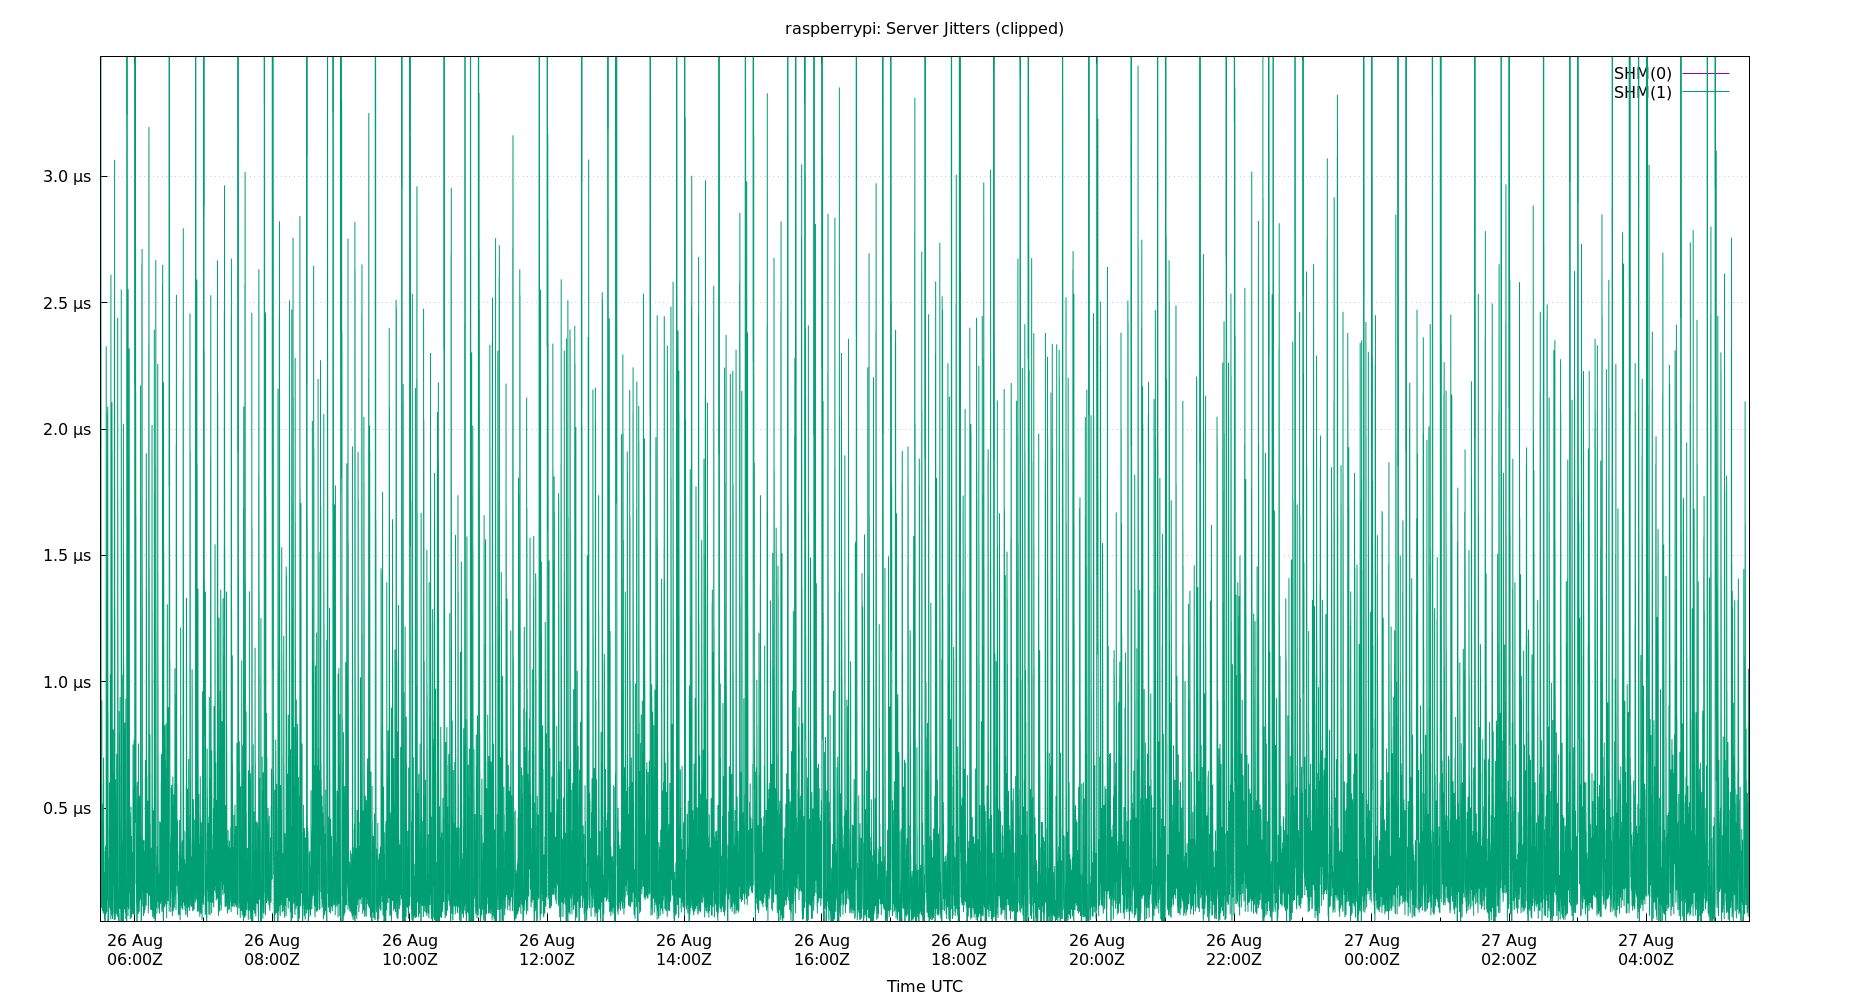 raspberrypi: Server Jitters (clipped)
SHM(0)
SHM(1)
3.0 μs
2.5 μs
2.0 μs
1.5 μs
1.0 μs
0.5 μs
26 Aug 26 Aug 26 Aug 26 Aug 26 Aug 26 Aug 26 Aug 26 Aug 26 Aug 27 Aug 27 Aug 27 Aug
06:00Z 08:00Z 10:00Z 12:00Z 14:00Z 16:00Z 18:00Z 20:00Z 22:00Z 00:00Z 02:00Z 04:00Z
Time UTC